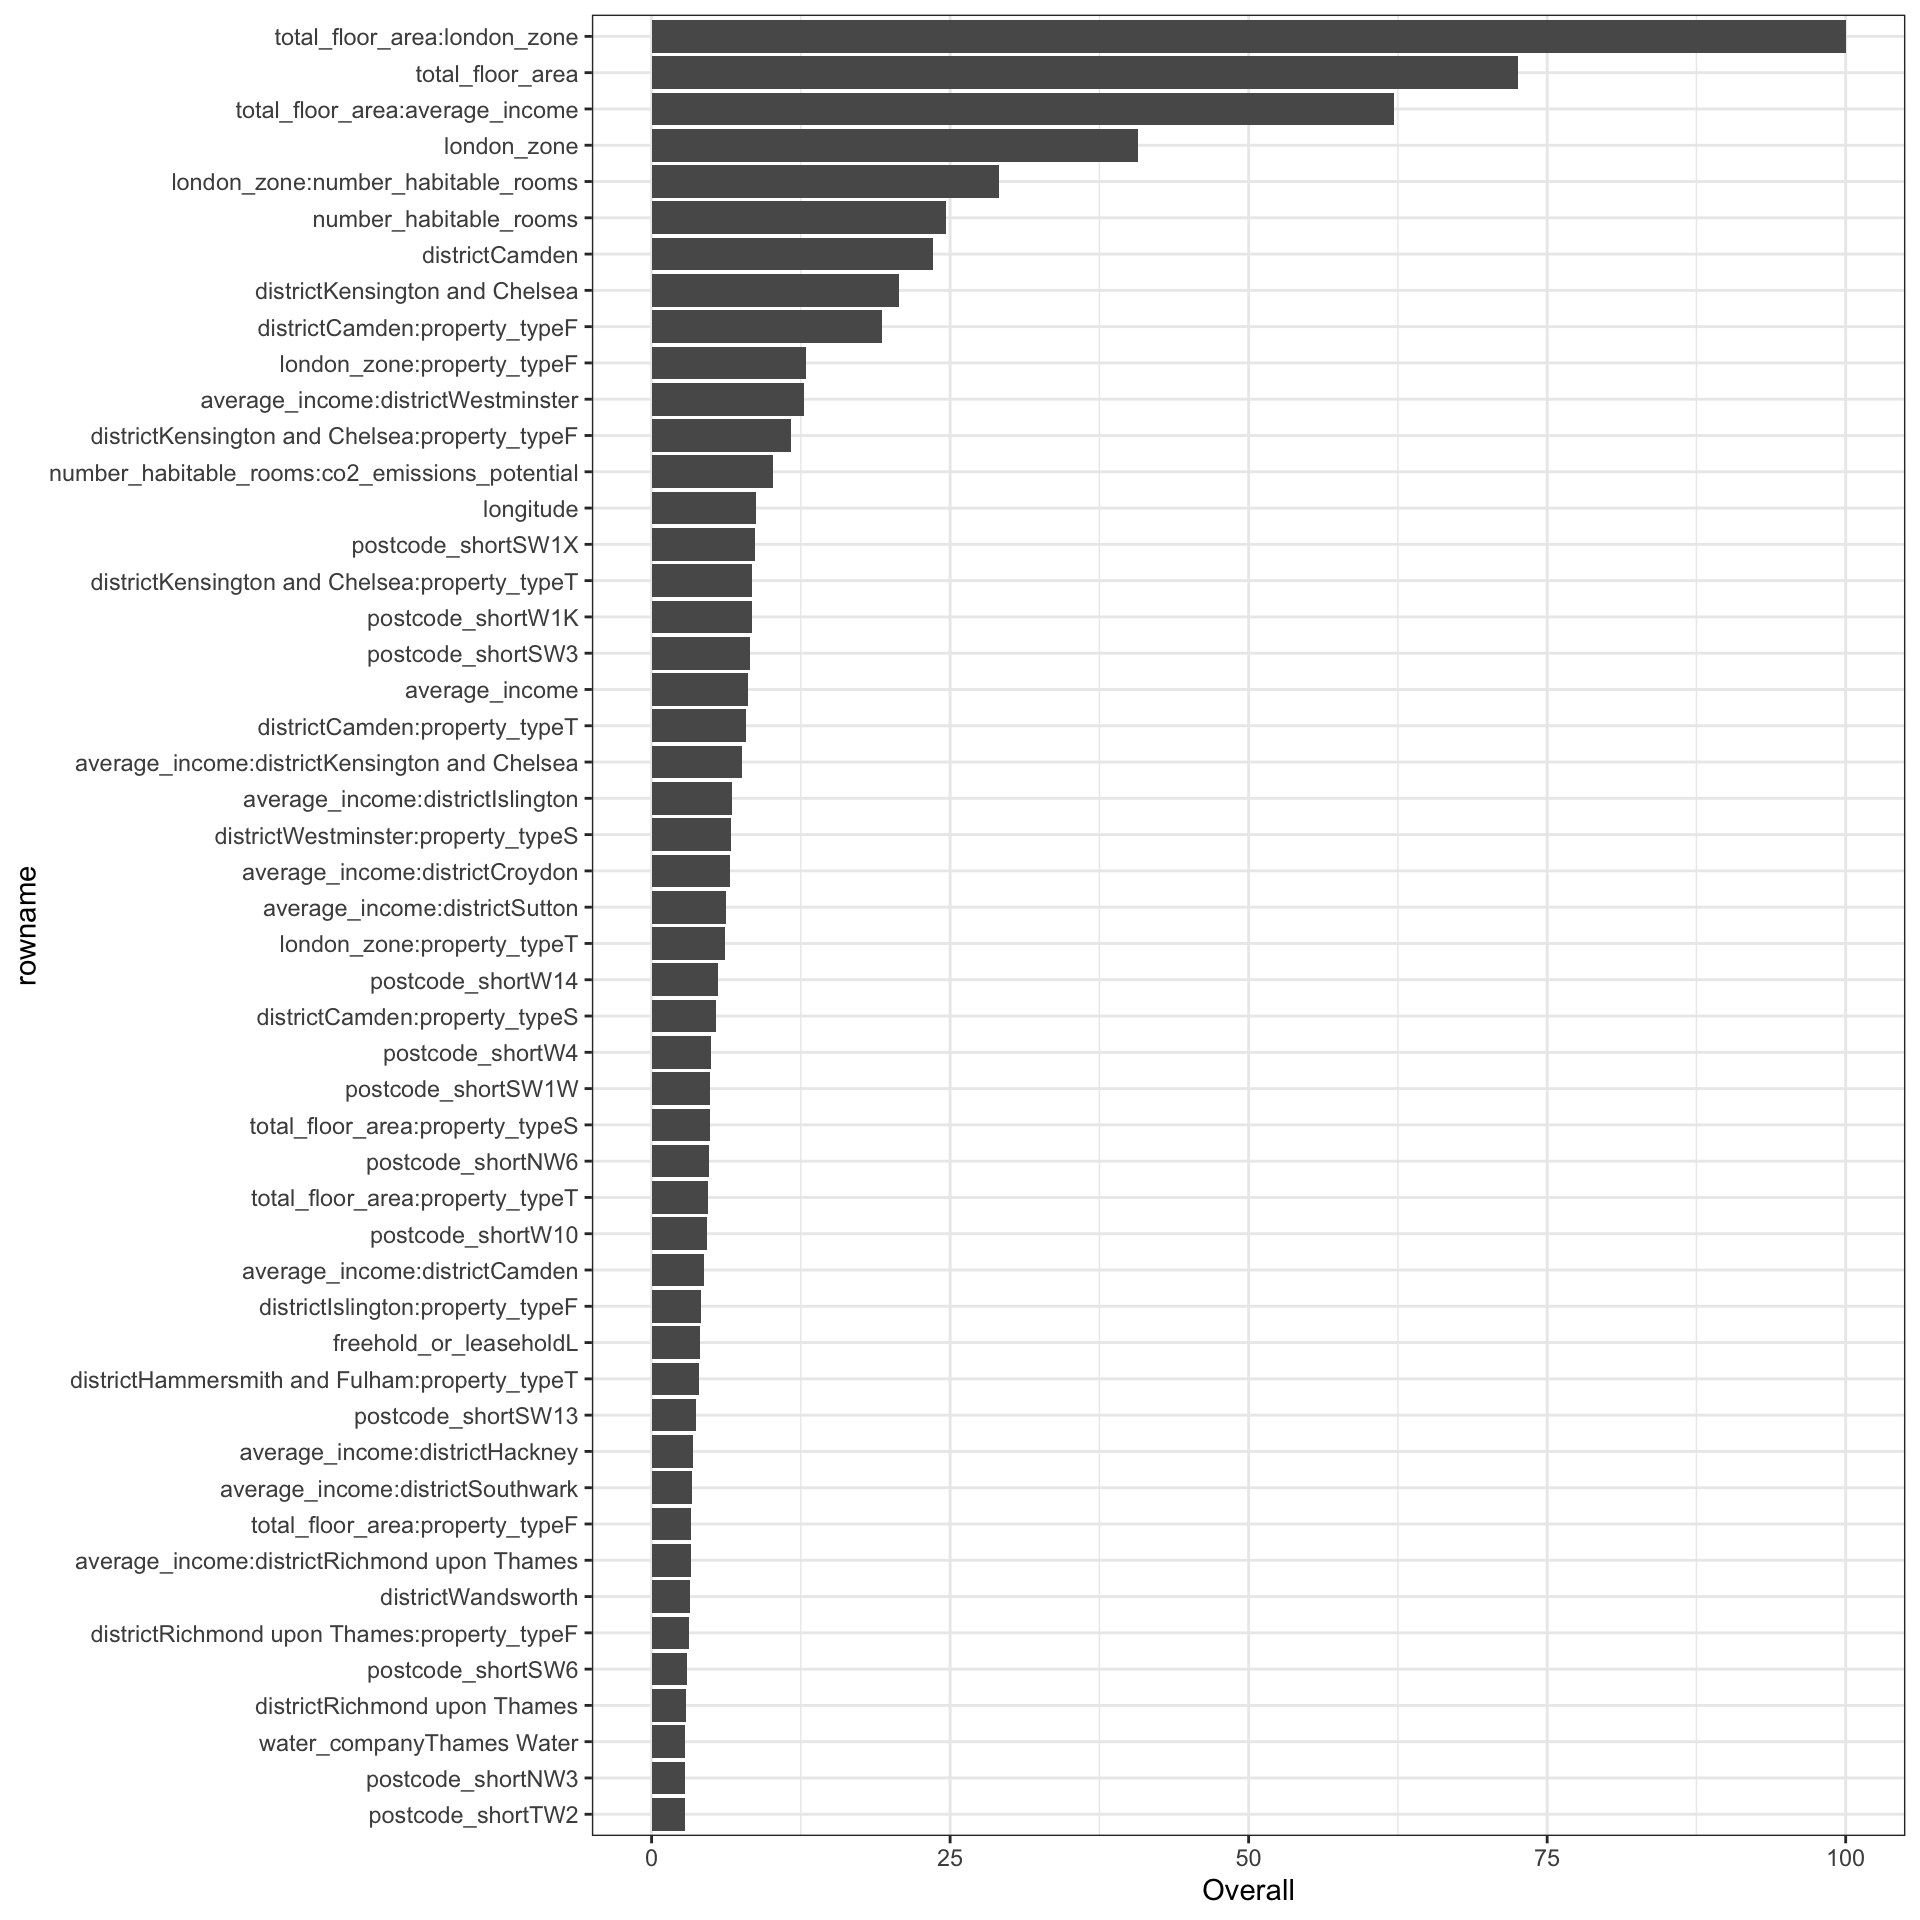 total_floor_area:london_zone
total_floor_area
total_floor_area:average_income
london_zone
london_zone:number_habitable_rooms
number_habitable_rooms
districtCamden
districtKensington and Chelsea
districtCamden:property_typeF
london_zone:property_typeF
average_income:districtWestminster
districtKensington and Chelsea:property_typeF
number_habitable_rooms:co2_emissions_potential
longitude
postcode_shortSW1X
districtKensington and Chelsea:property_typeT
postcode_shortW1K
postcode_shortSW3
average_income
districtCamden:property_typeT
average_income:districtKensington and Chelsea
average_income:districtIslington
districtWestminster:property_typeS
average_income:districtCroydon
average_income:districtSutton
london_zone:property_typeT
postcode_shortW14
districtCamden:property_typeS
postcode_shortW4
postcode_shortSW1W
total_floor_area:property_typeS
postcode_shortNW6
total_floor_area:property_typeT
postcode_shortW10
average_income:districtCamden
districtIslington:property_typeF
freehold_or_leaseholdL
districtHammersmith and Fulham:property_typeT
postcode_shortSW13
average_income:districtHackney
average_income:districtSouthwark
total_floor_area:property_typeF
average_income:districtRichmond upon Thames
districtWandsworth
districtRichmond upon Thames:property_typeF
postcode_shortSW6
districtRichmond upon Thames
water_companyThames Water
postcode_shortNW3
postcode_shortTW2
rowname
0 25 50 75 100
Overall